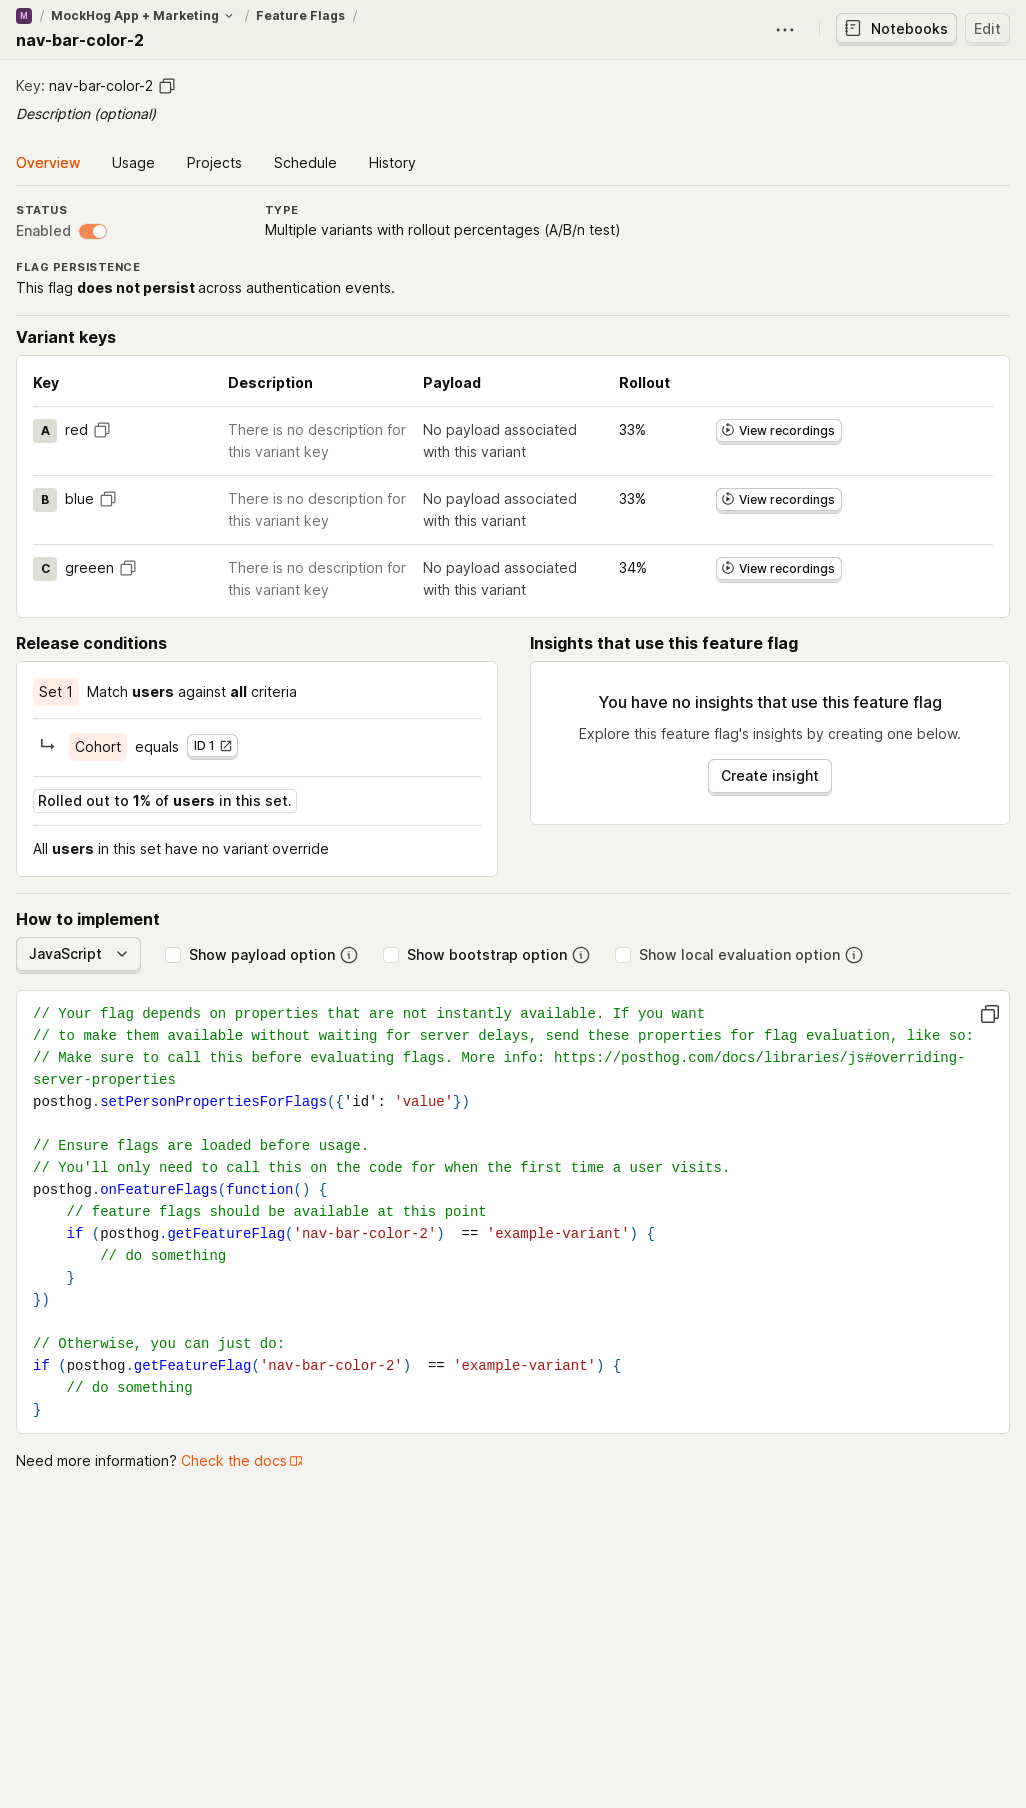 M / MockHog App + Marketing / Feature Flags /
nav-bar-color-2
Notebooks
Edit
Key: nav-bar-color-2
Description (optional)
Overview Usage Projects Schedule History
STATUS
Enabled
TYPE
Multiple variants with rollout percentages (A/B/n test)
FLAG PERSISTENCE
This flag does not persist across authentication events.
Variant keys
Key Description Payload Rollout
A red There is no description for this variant key No payload associated with this variant 33% View recordings
B blue There is no description for this variant key No payload associated with this variant 33% View recordings
C greeen There is no description for this variant key No payload associated with this variant 34% View recordings
Release conditions
Set 1 Match users against all criteria
Cohort equals ID 1
Rolled out to 1% of users in this set.
All users in this set have no variant override
Insights that use this feature flag
You have no insights that use this feature flag
Explore this feature flag's insights by creating one below.
Create insight
How to implement
JavaScript Show payload option Show bootstrap option Show local evaluation option
// Your flag depends on properties that are not instantly available. If you want
// to make them available without waiting for server delays, send these properties for flag evaluation, like so:
// Make sure to call this before evaluating flags. More info: https://posthog.com/docs/libraries/js#overriding-
server-properties
posthog.setPersonPropertiesForFlags({'id': 'value'})

// Ensure flags are loaded before usage.
// You'll only need to call this on the code for when the first time a user visits.
posthog.onFeatureFlags(function() {
    // feature flags should be available at this point
    if (posthog.getFeatureFlag('nav-bar-color-2')  == 'example-variant') {
        // do something
    }
})

// Otherwise, you can just do:
if (posthog.getFeatureFlag('nav-bar-color-2')  == 'example-variant') {
    // do something
}
Need more information? Check the docs